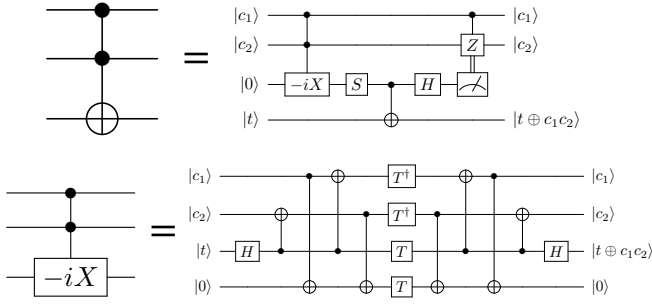 =
|c₁⟩ |c₁⟩
|c₂⟩ Z |c₂⟩
|0⟩ −iX S H
|t⟩ |t ⊕ c₁c₂⟩
=
|c₁⟩ T† |c₁⟩
|c₂⟩ T† |c₂⟩
−iX |t⟩ H T H |t ⊕ c₁c₂⟩
|0⟩ T |0⟩